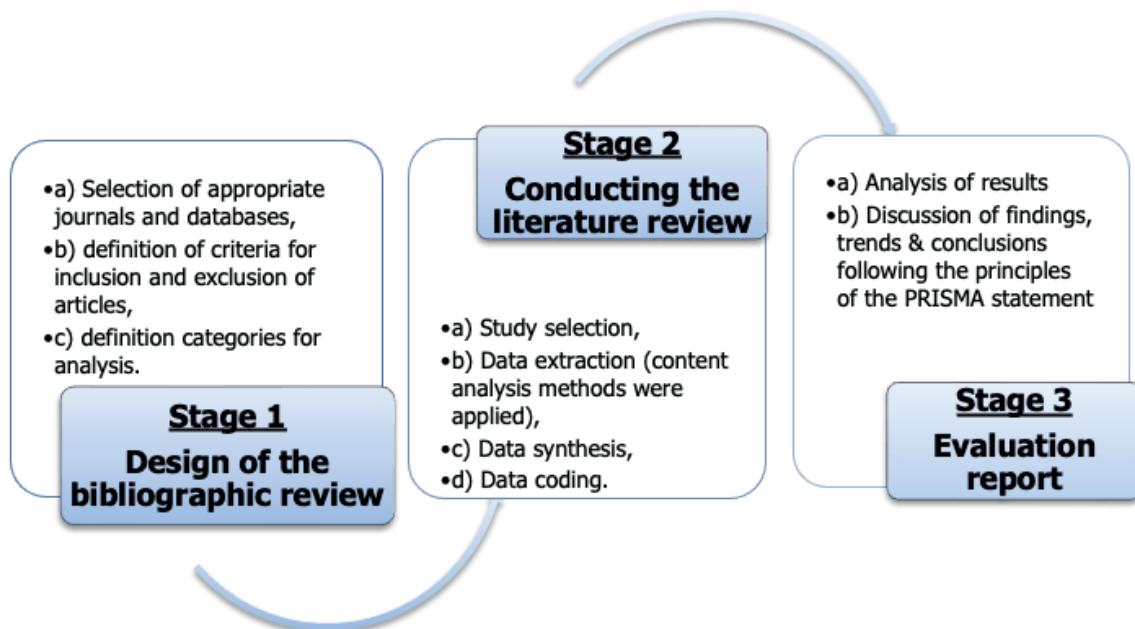 •a) Selection of appropriate
journals and databases,
•b) definition of criteria for
inclusion and exclusion of
articles,
•c) definition categories for
analysis.
Stage 1
Design of the
bibliographic review
Stage 2
Conducting the
literature review
•a) Study selection,
•b) Data extraction (content
analysis methods were
applied),
•c) Data synthesis,
•d) Data coding.
•a) Analysis of results
•b) Discussion of findings,
trends & conclusions
following the principles
of the PRISMA statement
Stage 3
Evaluation
report